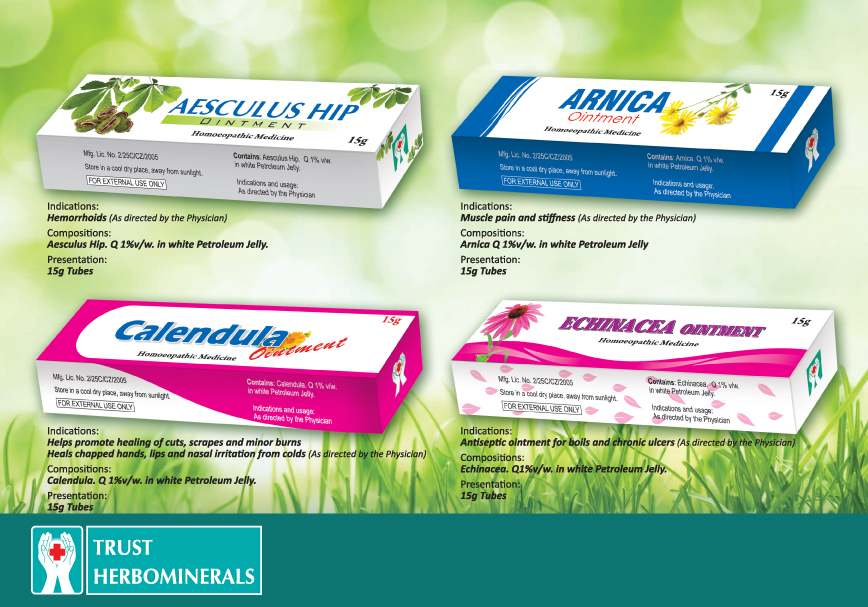 AESCULUS HIP
OINTMENT
Homoeopathic Medicine
15g
Mfg. Lic. No. 2/25C/CZ/2005
Store in a cool dry place, away from sunlight.
FOR EXTERNAL USE ONLY
Contains: Aesculus Hip. Q 1% v/w.
in white Petroleum Jelly.
Indications and usage:
As directed by the Physician
Indications:
Hemorrhoids (As directed by the Physician)
Compositions:
Aesculus Hip. Q 1%v/w. in white Petroleum Jelly.
Presentation:
15g Tubes
ARNICA
Ointment
Homoeopathic Medicine
15g
Mfg. Lic. No. 2/25C/CZ/2005
Store in a cool dry place, away from sunlight.
FOR EXTERNAL USE ONLY
Contains: Arnica. Q 1% v/w.
in white Petroleum Jelly.
Indications and usage:
As directed by the Physician
Indications:
Muscle pain and stiffness (As directed by the Physician)
Compositions:
Arnica Q 1%v/w. in white Petroleum Jelly
Presentation:
15g Tubes
Calendula
Ointment
Homoeopathic Medicine
15g
Mfg. Lic. No. 2/25C/CZ/2005
Store in a cool dry place, away from sunlight.
FOR EXTERNAL USE ONLY
Contains: Calendula. Q 1% v/w.
in white Petroleum Jelly.
Indications and usage:
As directed by the Physician
Indications:
Helps promote healing of cuts, scrapes and minor burns
Heals chapped hands, lips and nasal irritation from colds (As directed by the Physician)
Compositions:
Calendula. Q 1%v/w. in white Petroleum Jelly.
Presentation:
15g Tubes
ECHINACEA OINTMENT
Homoeopathic Medicine
15g
Mfg. Lic. No. 2/25C/CZ/2005
Store in a cool dry place, away from sunlight.
FOR EXTERNAL USE ONLY
Contains: Echinacea. Q 1% v/w.
in white Petroleum Jelly.
Indications and usage:
As directed by the Physician
Indications:
Antiseptic ointment for boils and chronic ulcers (As directed by the Physician)
Compositions:
Echinacea. Q1%v/w. in white Petroleum Jelly.
Presentation:
15g Tubes
TRUST
HERBOMINERALS